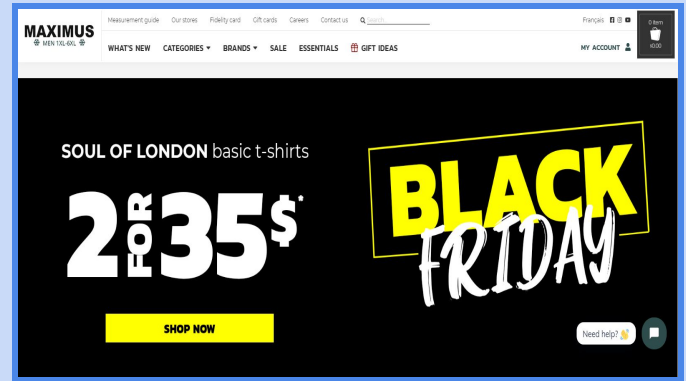 MAXIMUS
MEN 1XL-6XL
Measurement guide Our stores Fidelity card Gift cards Careers Contact us Search
Français
0 Item
$0.00
WHAT'S NEW CATEGORIES BRANDS SALE ESSENTIALS GIFT IDEAS
MY ACCOUNT
SOUL OF LONDON basic t-shirts
2 FOR 35$*
SHOP NOW
BLACK
FRIDAY
Need help? 👋